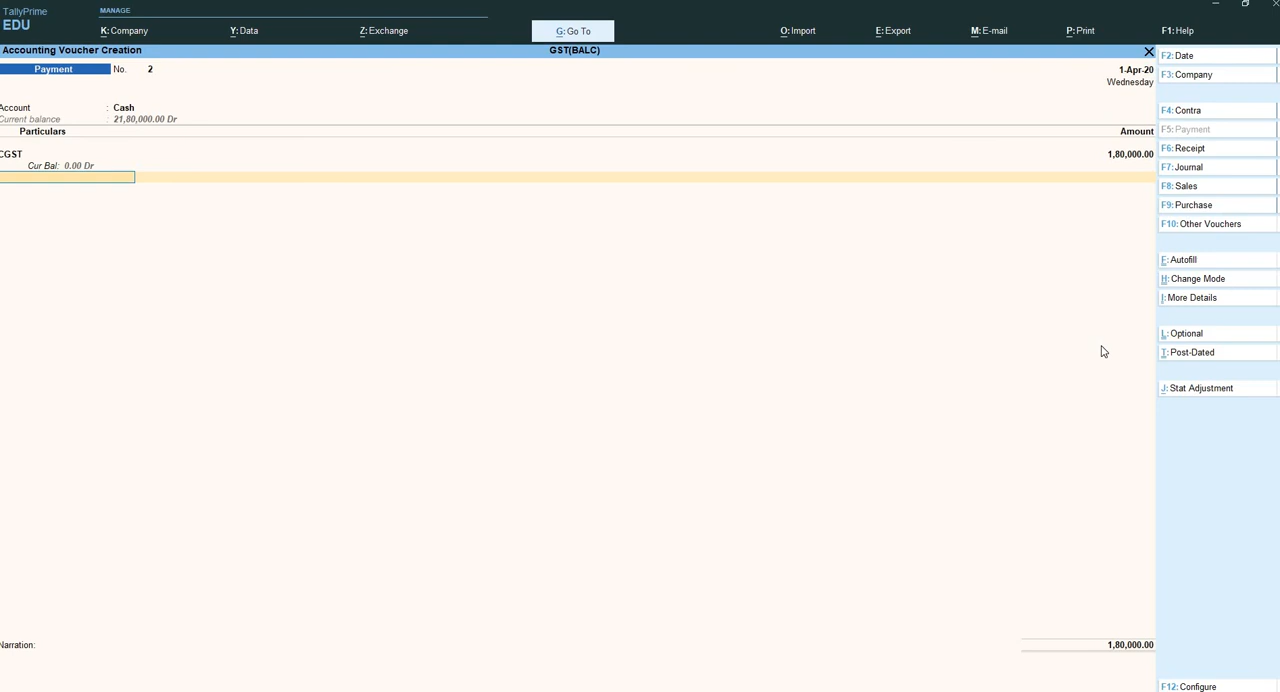 TallyPrime
EDU
MANAGE
K: Company
Y: Data
Z: Exchange
G: Go To
O: Import
E: Export
M: E-mail
P: Print
F1: Help
Accounting Voucher Creation
GST(BALC)
Payment No. 2
1-Apr-20
Wednesday
Account : Cash
Current balance : 21,80,000.00 Dr
Particulars
Amount
CGST
1,80,000.00
Cur Bal: 0.00 Dr
Narration:
1,80,000.00
F2: Date
F3: Company
F4: Contra
F5: Payment
F6: Receipt
F7: Journal
F8: Sales
F9: Purchase
F10: Other Vouchers
F: Autofill
H: Change Mode
I: More Details
L: Optional
T: Post-Dated
J: Stat Adjustment
F12: Configure